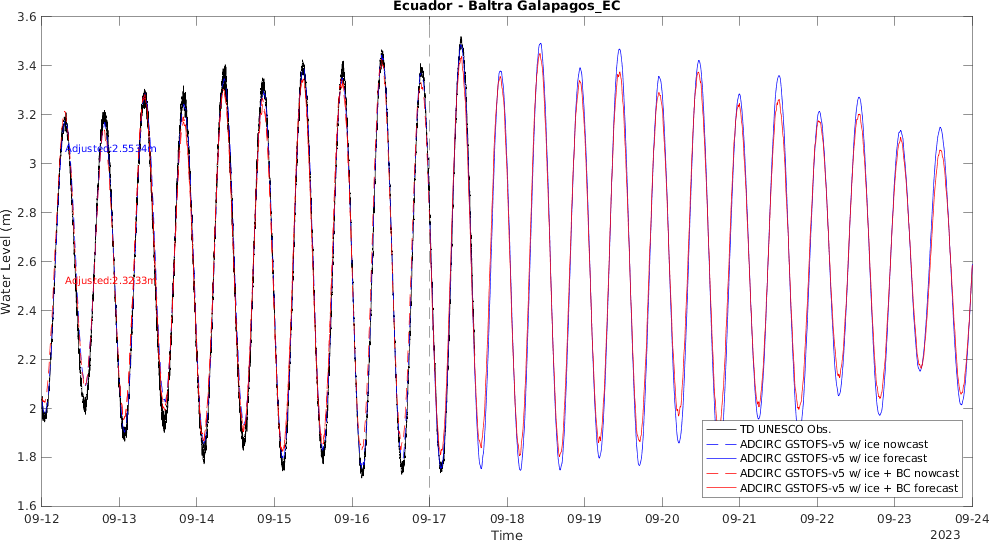 Ecuador - Baltra Galapagos_EC
Water Level (m)
3.6
3.4
3.2
3
2.8
2.6
2.4
2.2
2
1.8
1.6
Adjusted:2.5534m
Adjusted:2.3233m
TD UNESCO Obs.
ADCIRC GSTOFS-v5 w/ ice nowcast
ADCIRC GSTOFS-v5 w/ ice forecast
ADCIRC GSTOFS-v5 w/ ice + BC nowcast
ADCIRC GSTOFS-v5 w/ ice + BC forecast
09-12 09-13 09-14 09-15 09-16 09-17 09-18 09-19 09-20 09-21 09-22 09-23 09-24
Time
2023